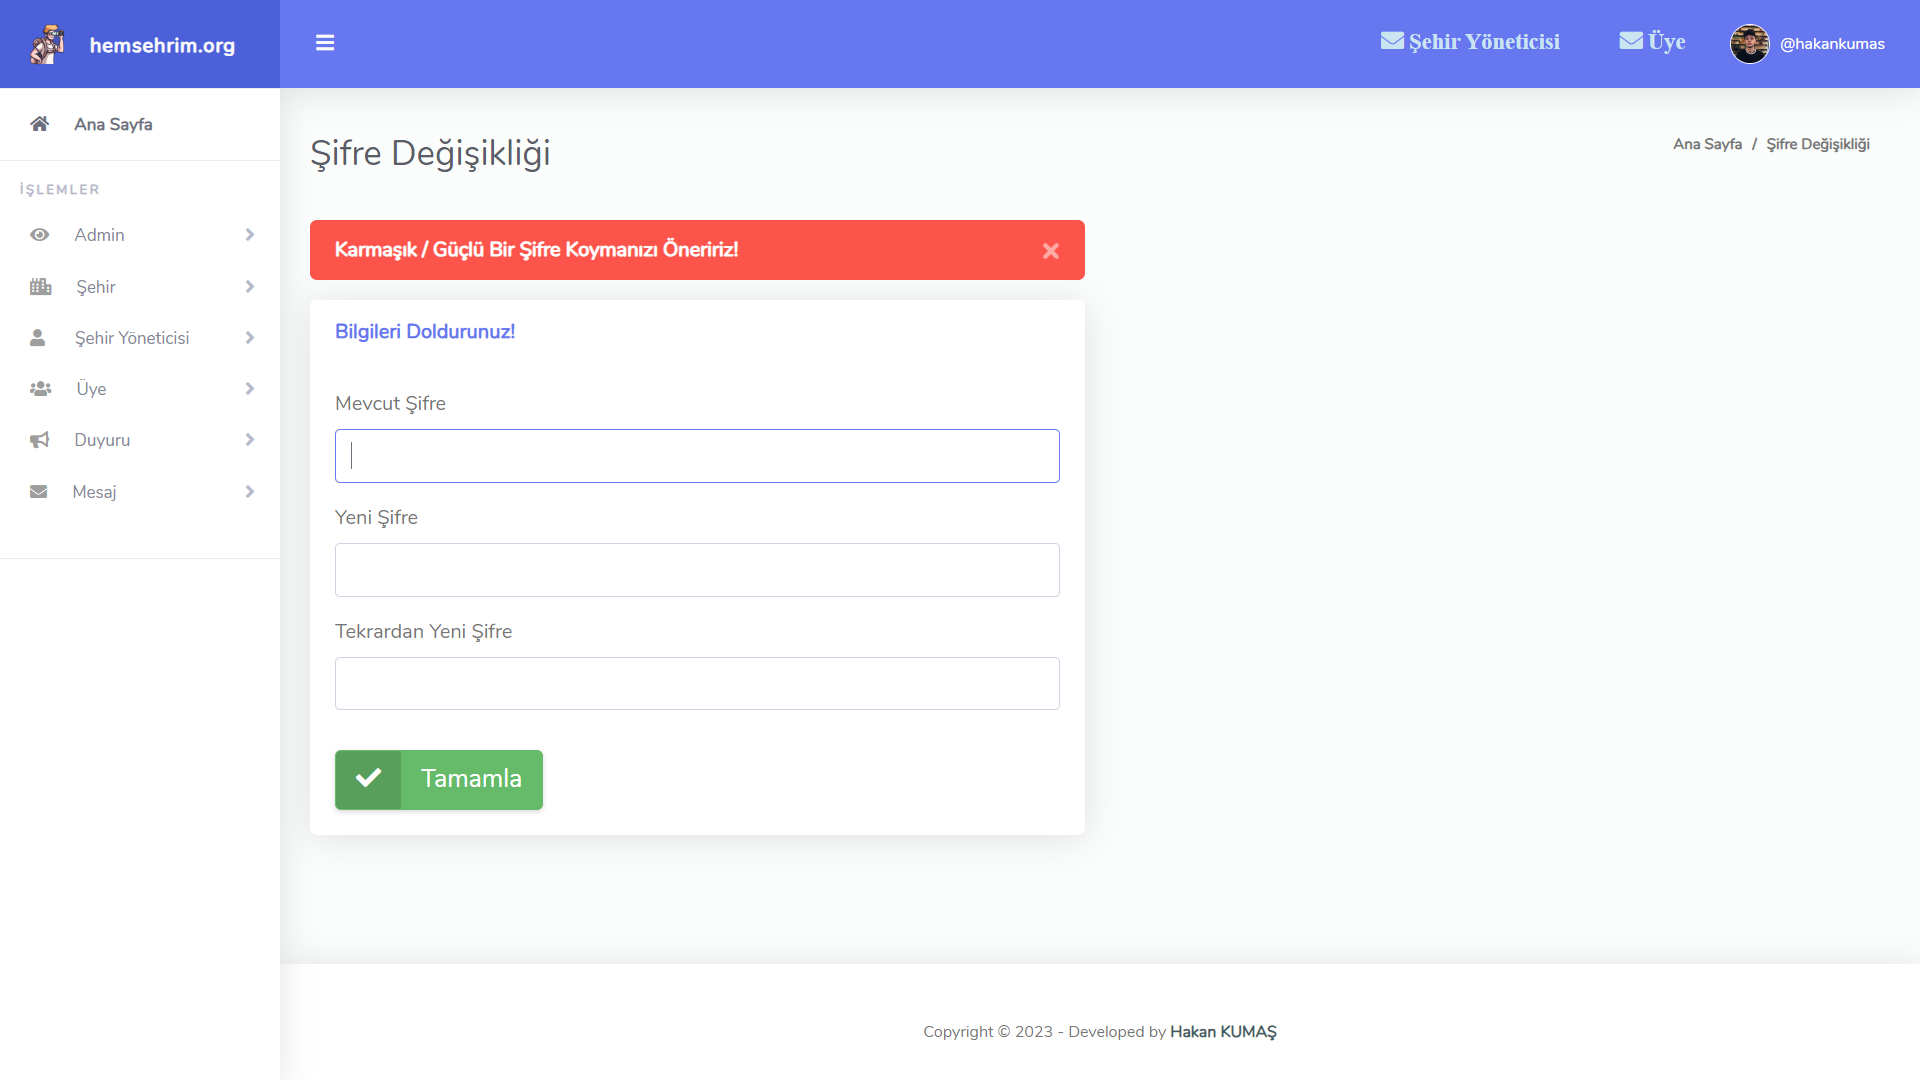 hemsehrim.org
Şehir Yöneticisi
Üye
@hakankumas
Ana Sayfa
İŞLEMLER
Admin
Şehir
Şehir Yöneticisi
Üye
Duyuru
Mesaj
Şifre Değişikliği
Ana Sayfa / Şifre Değişikliği
Karmaşık / Güçlü Bir Şifre Koymanızı Öneririz!
Bilgileri Doldurunuz!
Mevcut Şifre
Yeni Şifre
Tekrardan Yeni Şifre
Tamamla
Copyright © 2023 - Developed by Hakan KUMAŞ